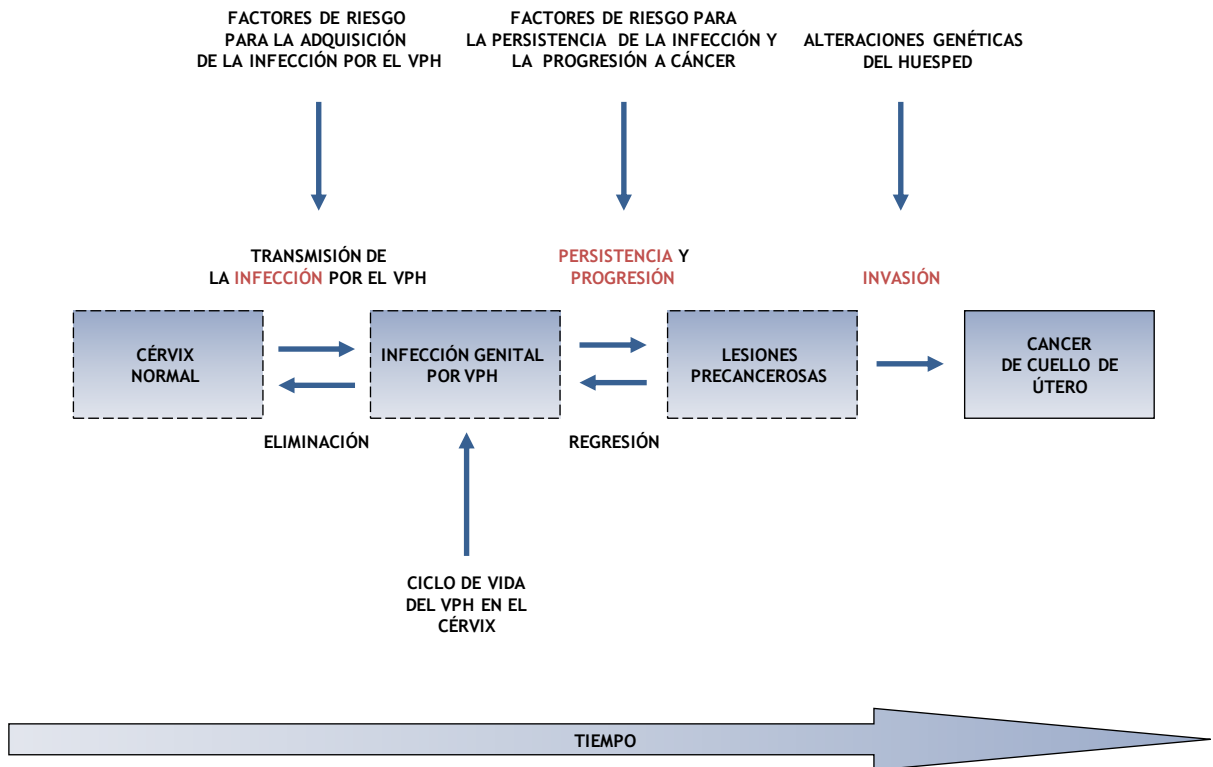 FACTORES DE RIESGO
PARA LA ADQUISICIÓN
DE LA INFECCIÓN POR EL VPH
FACTORES DE RIESGO PARA
LA PERSISTENCIA DE LA INFECCIÓN Y
LA PROGRESIÓN A CÁNCER
ALTERACIONES GENÉTICAS
DEL HUESPED
TRANSMISIÓN DE
LA INFECCIÓN POR EL VPH
PERSISTENCIA Y
PROGRESIÓN
INVASIÓN
CÉRVIX
NORMAL
INFECCIÓN GENITAL
POR VPH
LESIONES
PRECANCEROSAS
CANCER
DE CUELLO DE
ÚTERO
ELIMINACIÓN
REGRESIÓN
CICLO DE VIDA
DEL VPH EN EL
CÉRVIX
TIEMPO